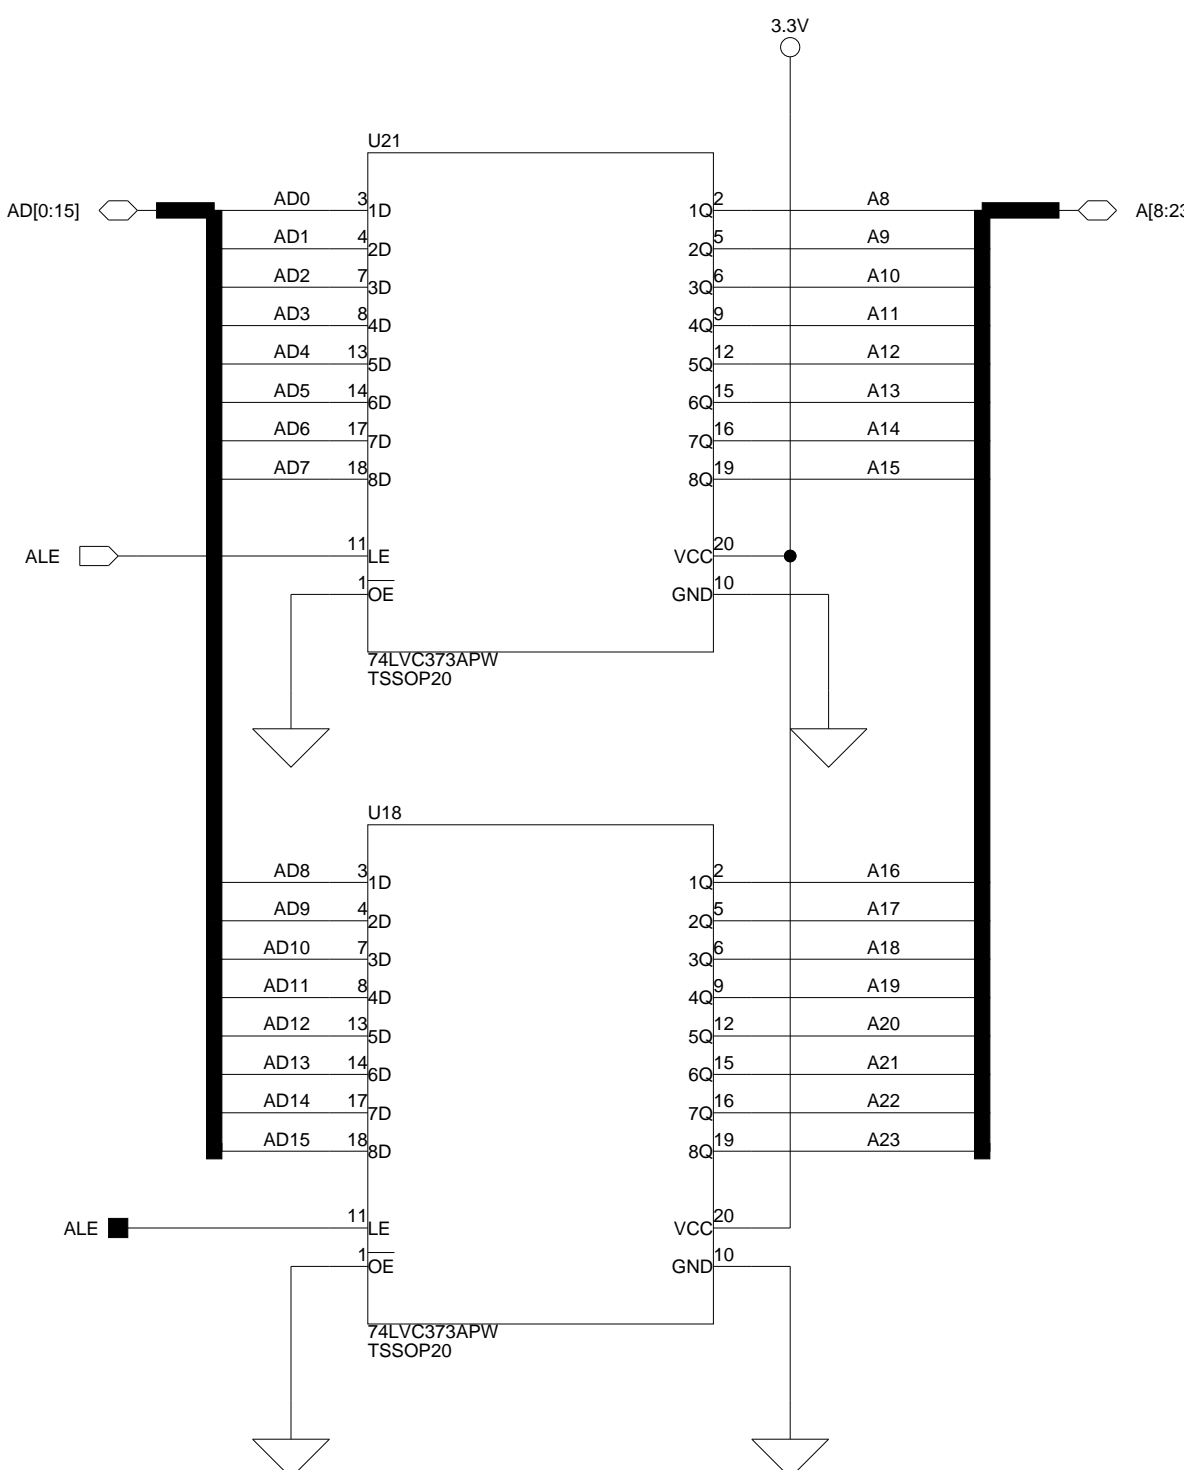 3.3V
U21
AD[0:15] AD0 3 1D 1Q 2 A8 A[8:23
AD1 4 2D 2Q 5 A9
AD2 7 3D 3Q 6 A10
AD3 8 4D 4Q 9 A11
AD4 13 5D 5Q 12 A12
AD5 14 6D 6Q 15 A13
AD6 17 7D 7Q 16 A14
AD7 18 8D 8Q 19 A15
ALE 11 LE VCC 20
1 OE GND 10
74LVC373APW
TSSOP20
U18
AD8 3 1D 1Q 2 A16
AD9 4 2D 2Q 5 A17
AD10 7 3D 3Q 6 A18
AD11 8 4D 4Q 9 A19
AD12 13 5D 5Q 12 A20
AD13 14 6D 6Q 15 A21
AD14 17 7D 7Q 16 A22
AD15 18 8D 8Q 19 A23
ALE 11 LE VCC 20
1 OE GND 10
74LVC373APW
TSSOP20